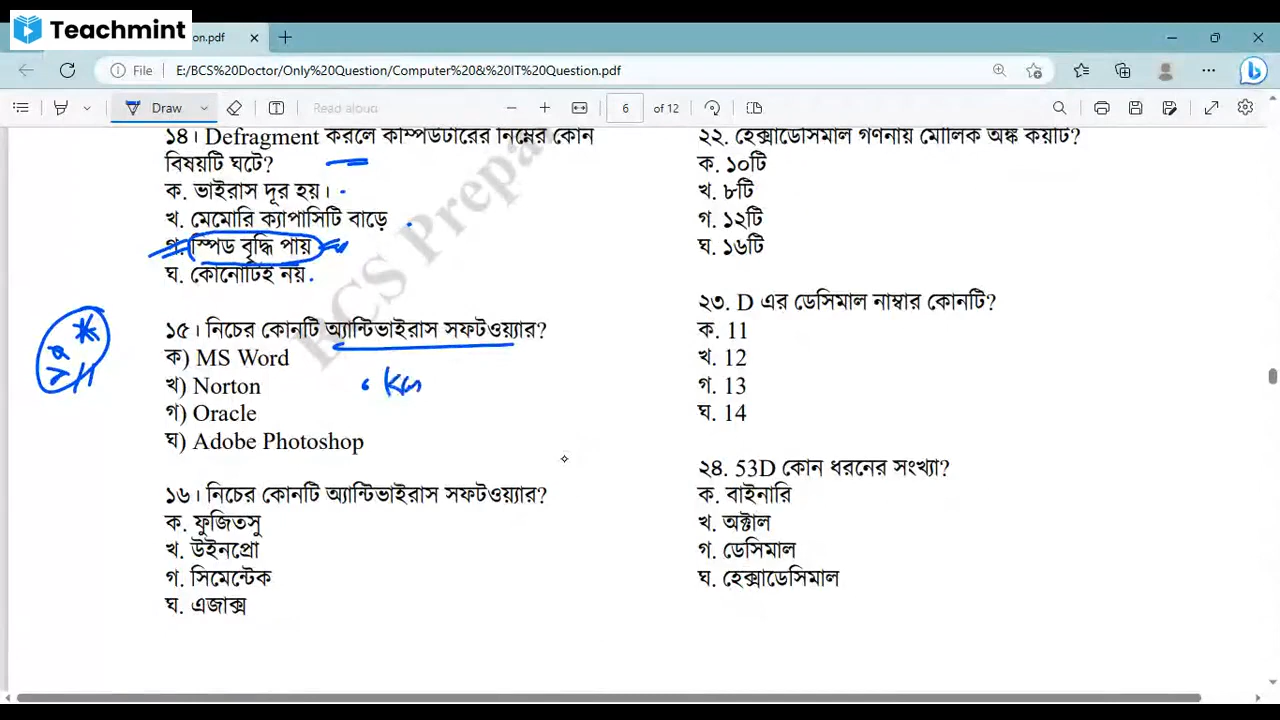 Teachmint
on.pdf
File
E:/BCS%20Doctor/Only%20Question/Computer%20&%20IT%20Question.pdf
Draw
Read aloud
6
of 12
১৪। Defragment করলে কম্পিউটারের নিম্নের কোন
বিষয়টি ঘটে?
ক. ভাইরাস দূর হয়।
খ. মেমোরি ক্যাপাসিটি বাড়ে
গ. স্পিড বৃদ্ধি পায়
ঘ. কোনোটিই নয়
১৫। নিচের কোনটি অ্যান্টিভাইরাস সফটওয়্যার?
ক) MS Word
খ) Norton
গ) Oracle
ঘ) Adobe Photoshop
১৬। নিচের কোনটি অ্যান্টিভাইরাস সফটওয়্যার?
ক. ফুজিতসু
খ. উইনপ্রো
গ. সিমেন্টেক
ঘ. এজাক্স
২২. হেক্সাডেসিমাল গণনায় মৌলিক অঙ্ক কয়টি?
ক. ১০টি
খ. ৮টি
গ. ১২টি
ঘ. ১৬টি
২৩. D এর ডেসিমাল নাম্বার কোনটি?
ক. 11
খ. 12
গ. 13
ঘ. 14
২৪. 53D কোন ধরনের সংখ্যা?
ক. বাইনারি
খ. অক্টাল
গ. ডেসিমাল
ঘ. হেক্সাডেসিমাল
BCS Prepa